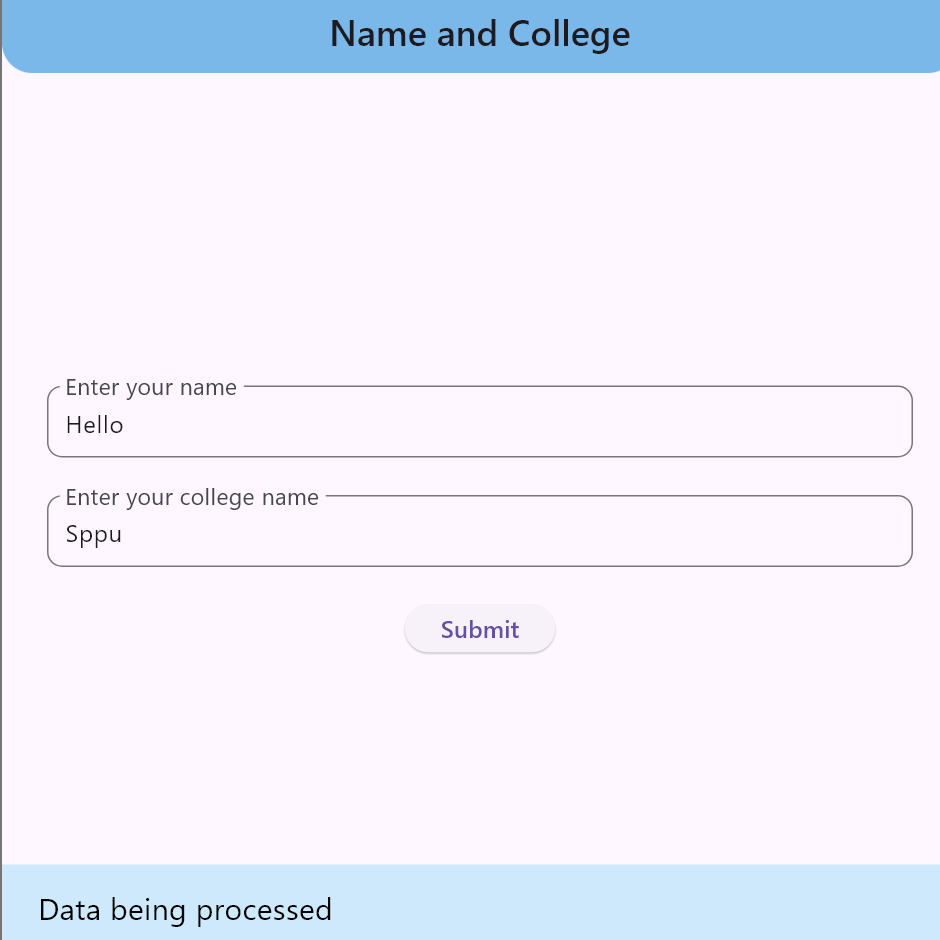 Name and College
Enter your name
Hello
Enter your college name
Sppu
Submit
Data being processed